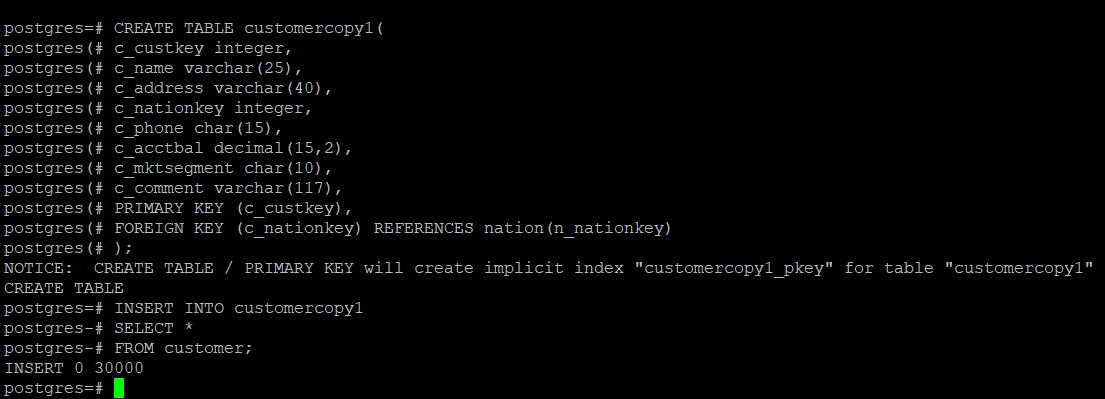 postgres=# CREATE TABLE customercopy1(
postgres(# c_custkey integer,
postgres(# c_name varchar(25),
postgres(# c_address varchar(40),
postgres(# c_nationkey integer,
postgres(# c_phone char(15),
postgres(# c_acctbal decimal(15,2),
postgres(# c_mktsegment char(10),
postgres(# c_comment varchar(117),
postgres(# PRIMARY KEY (c_custkey),
postgres(# FOREIGN KEY (c_nationkey) REFERENCES nation(n_nationkey)
postgres(# );
NOTICE:  CREATE TABLE / PRIMARY KEY will create implicit index "customercopy1_pkey" for table "customercopy1"
CREATE TABLE
postgres=# INSERT INTO customercopy1
postgres-# SELECT *
postgres-# FROM customer;
INSERT 0 30000
postgres=#